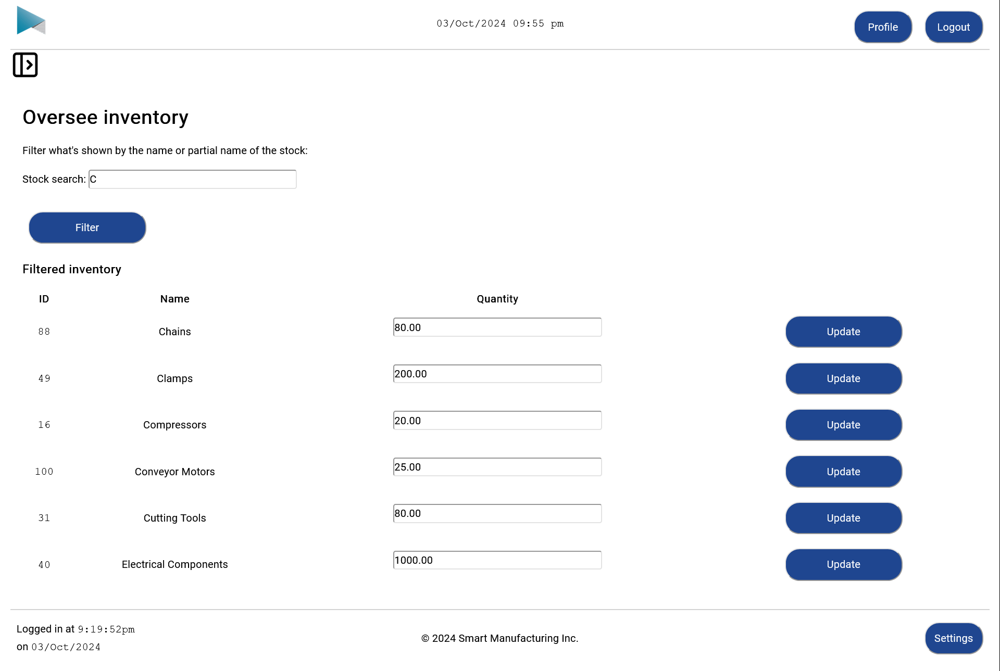 03/Oct/2024 09:55 pm
Profile
Logout
Oversee inventory
Filter what's shown by the name or partial name of the stock:
Stock search: C
Filter
Filtered inventory
ID Name Quantity
88 Chains 80.00 Update
49 Clamps 200.00 Update
16 Compressors 20.00 Update
100 Conveyor Motors 25.00 Update
31 Cutting Tools 80.00 Update
40 Electrical Components 1000.00 Update
Logged in at 9:19:52pm
on 03/Oct/2024
© 2024 Smart Manufacturing Inc.
Settings